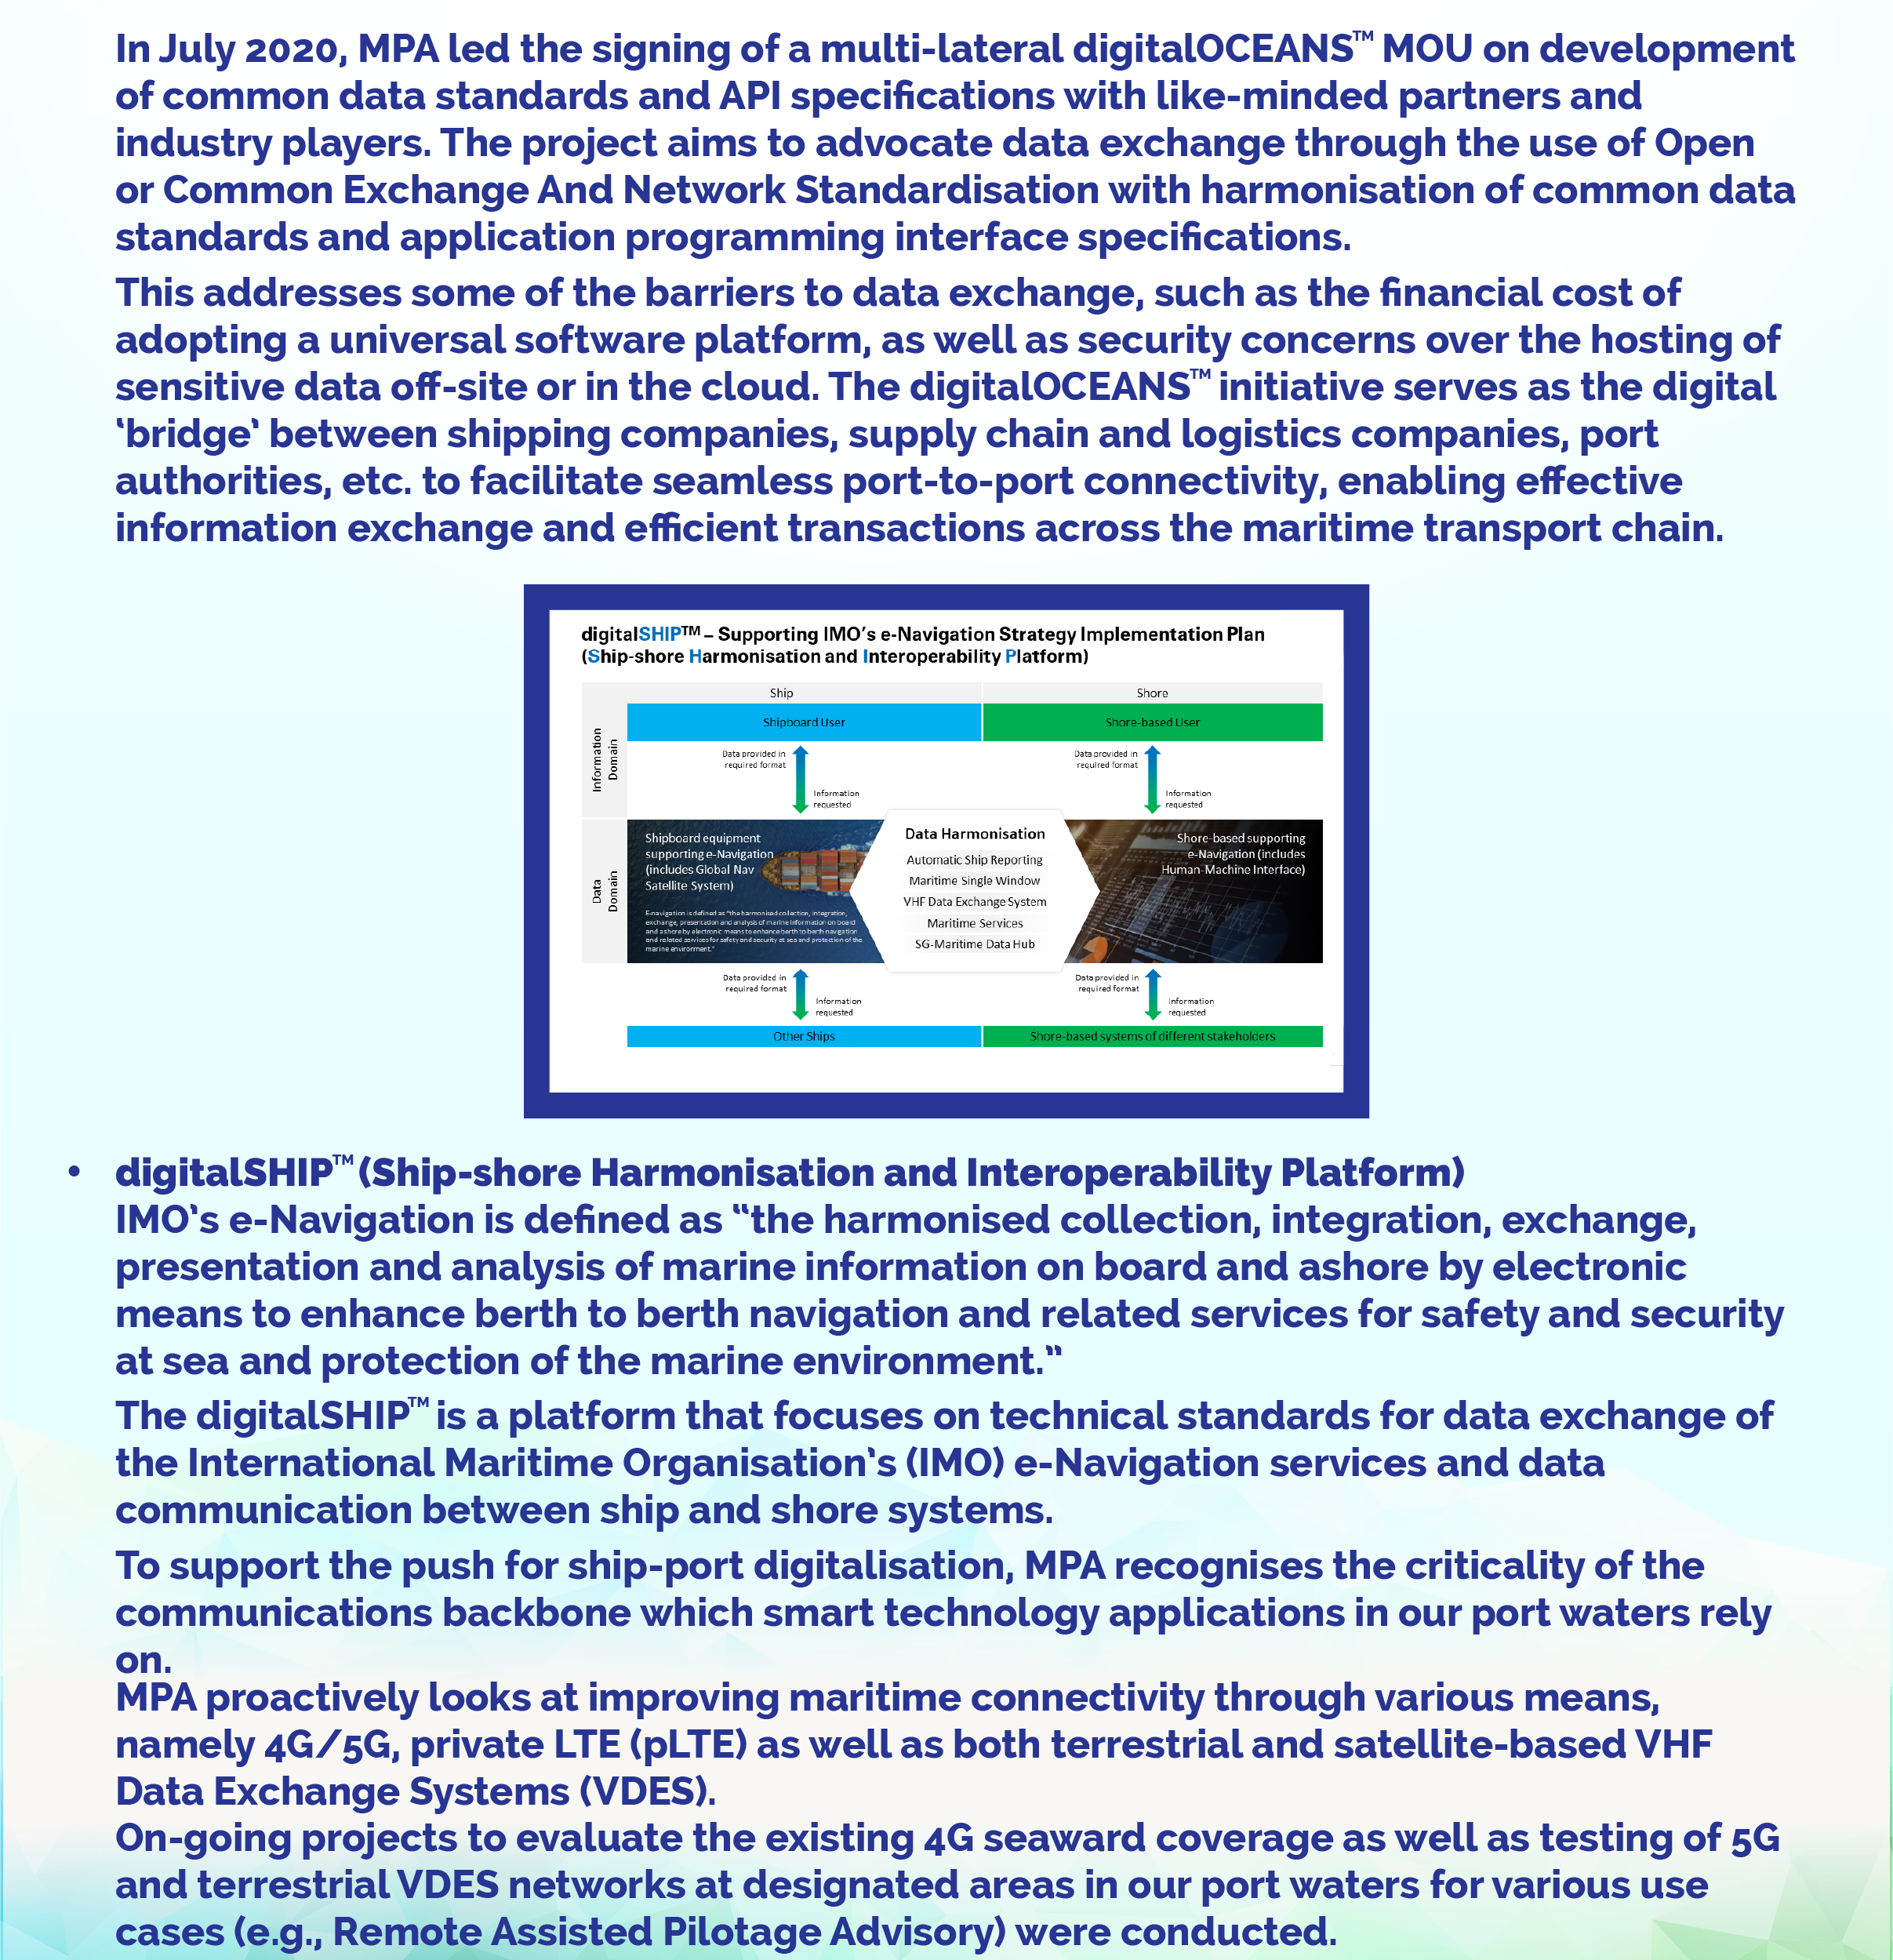 In July 2020, MPA led the signing of a multi-lateral digitalOCEANS™ MOU on development
of common data standards and API specifications with like-minded partners and
industry players. The project aims to advocate data exchange through the use of Open
or Common Exchange And Network Standardisation with harmonisation of common data
standards and application programming interface specifications.
This addresses some of the barriers to data exchange, such as the financial cost of
adopting a universal software platform, as well as security concerns over the hosting of
sensitive data off-site or in the cloud. The digitalOCEANS™ initiative serves as the digital
‘bridge’ between shipping companies, supply chain and logistics companies, port
authorities, etc. to facilitate seamless port-to-port connectivity, enabling effective
information exchange and efficient transactions across the maritime transport chain.
digitalSHIP™ – Supporting IMO's e-Navigation Strategy Implementation Plan
(Ship-shore Harmonisation and Interoperability Platform)
Ship
Shore
Information
Domain
Shipboard User
Shore-based User
Data provided in
required format
Information
requested
Data provided in
required format
Information
requested
Data
Domain
Shipboard equipment
supporting e-Navigation
(includes Global Nav
Satellite System)
E-navigation is defined as "the harmonised collection, integration,
exchange, presentation and analysis of marine information on board
and ashore by electronic means to enhance berth to berth navigation
and related services for safety and security at sea and protection of the
marine environment."
Data Harmonisation
Automatic Ship Reporting
Maritime Single Window
VHF Data Exchange System
Maritime Services
SG-Maritime Data Hub
Shore-based supporting
e-Navigation (includes
Human-Machine Interface)
Data provided in
required format
Information
requested
Data provided in
required format
Information
requested
Other Ships
Shore-based systems of different stakeholders
• digitalSHIP™ (Ship-shore Harmonisation and Interoperability Platform)
IMO’s e-Navigation is defined as “the harmonised collection, integration, exchange,
presentation and analysis of marine information on board and ashore by electronic
means to enhance berth to berth navigation and related services for safety and security
at sea and protection of the marine environment.”
The digitalSHIP™ is a platform that focuses on technical standards for data exchange of
the International Maritime Organisation’s (IMO) e-Navigation services and data
communication between ship and shore systems.
To support the push for ship-port digitalisation, MPA recognises the criticality of the
communications backbone which smart technology applications in our port waters rely
on.
MPA proactively looks at improving maritime connectivity through various means,
namely 4G/5G, private LTE (pLTE) as well as both terrestrial and satellite-based VHF
Data Exchange Systems (VDES).
On-going projects to evaluate the existing 4G seaward coverage as well as testing of 5G
and terrestrial VDES networks at designated areas in our port waters for various use
cases (e.g., Remote Assisted Pilotage Advisory) were conducted.